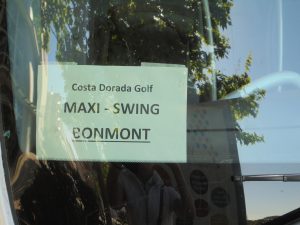 Costa Dorada Golf
MAXI - SWING
BONMONT